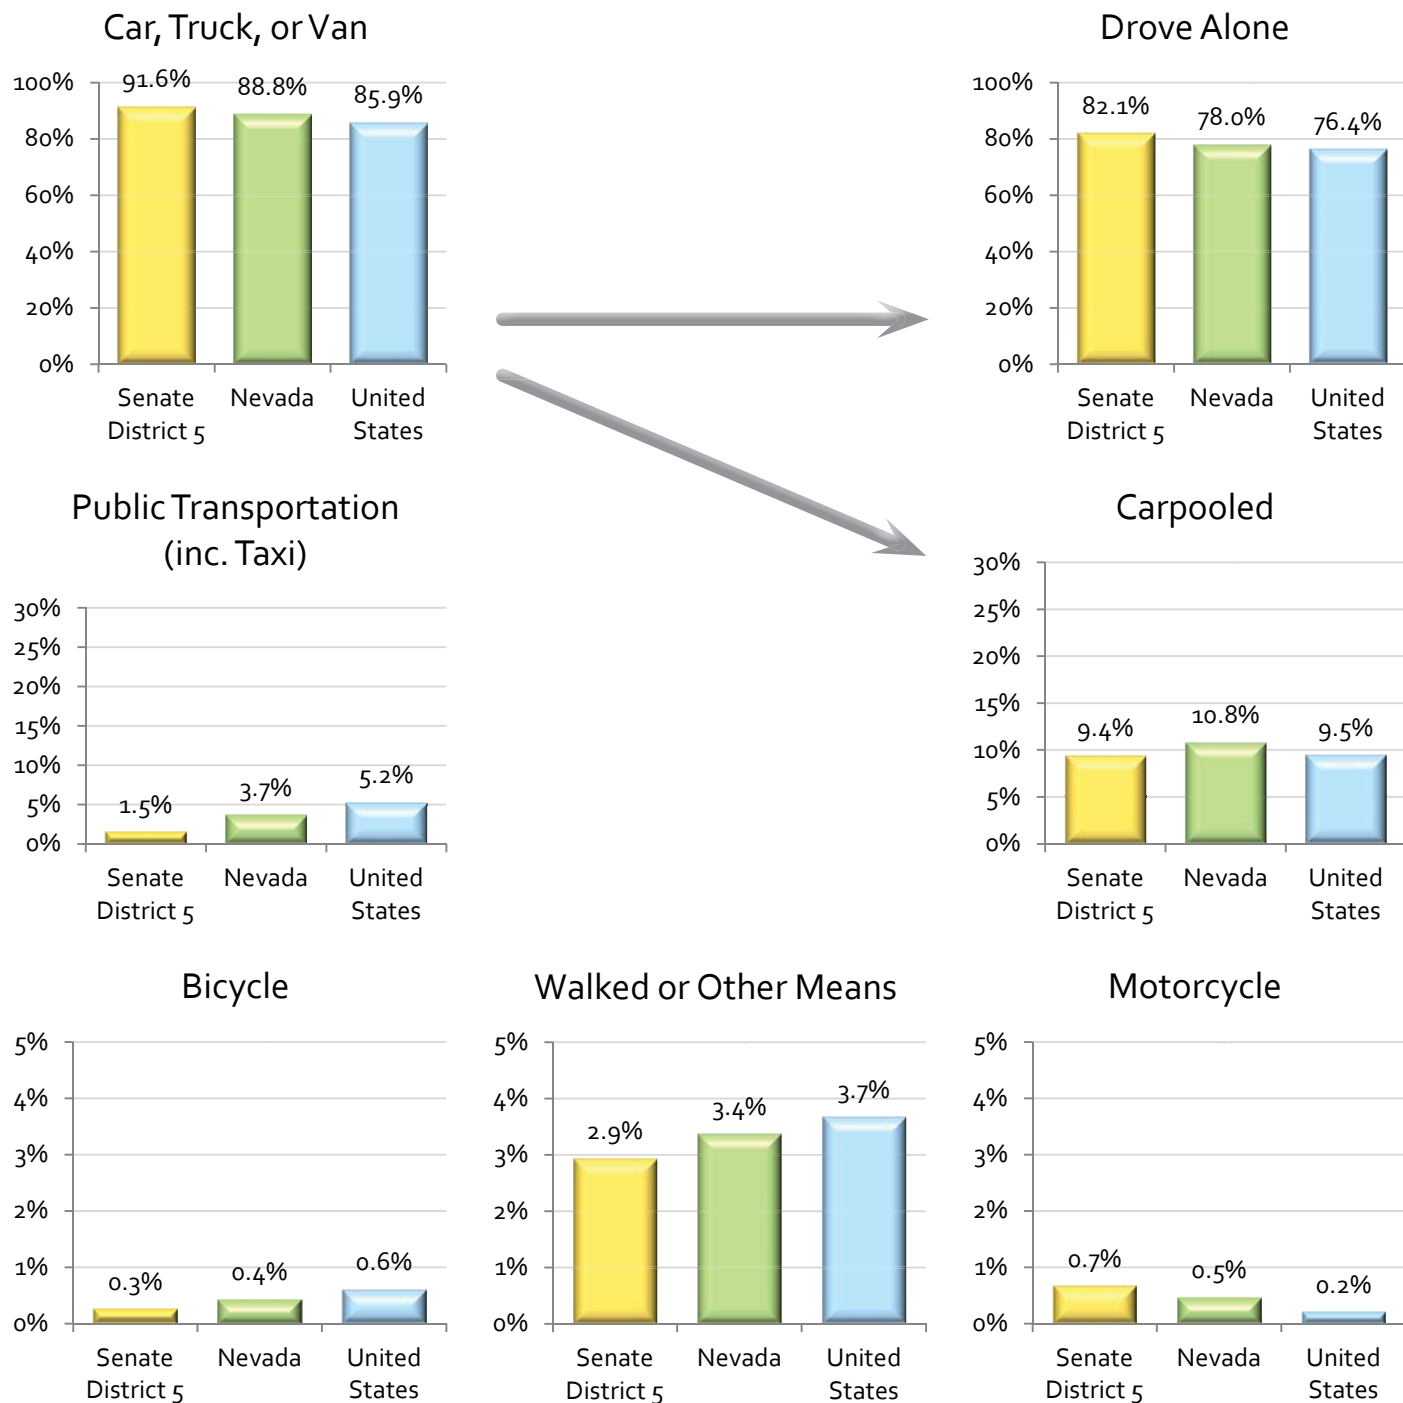 Car, Truck, or Van
100%
80%
60%
40%
20%
0%
91.6%
88.8%
85.9%
Senate
District 5
Nevada
United
States
Drove Alone
100%
80%
60%
40%
20%
0%
82.1%
78.0%
76.4%
Senate
District 5
Nevada
United
States
Public Transportation
(inc. Taxi)
30%
25%
20%
15%
10%
5%
0%
1.5%
3.7%
5.2%
Senate
District 5
Nevada
United
States
Carpooled
30%
25%
20%
15%
10%
5%
0%
9.4%
10.8%
9.5%
Senate
District 5
Nevada
United
States
Bicycle
5%
4%
3%
2%
1%
0%
0.3%
0.4%
0.6%
Senate
District 5
Nevada
United
States
Walked or Other Means
5%
4%
3%
2%
1%
0%
2.9%
3.4%
3.7%
Senate
District 5
Nevada
United
States
Motorcycle
5%
4%
3%
2%
1%
0%
0.7%
0.5%
0.2%
Senate
District 5
Nevada
United
States